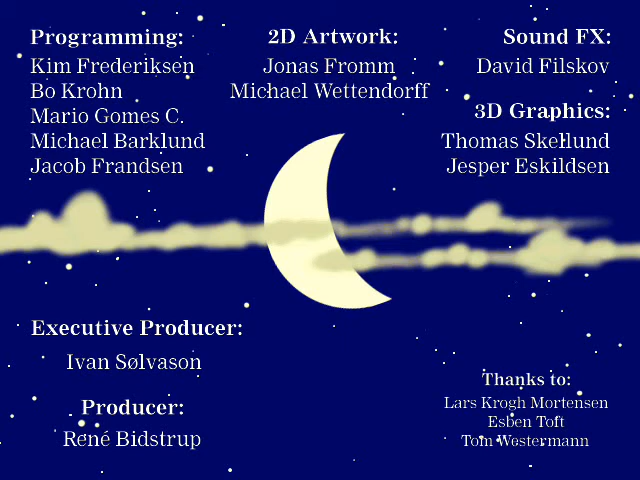 Programming:
Kim Frederiksen
Bo Krohn
Mario Gomes C.
Michael Barklund
Jacob Frandsen
2D Artwork:
Jonas Fromm
Michael Wettendorff
Sound FX:
David Filskov
3D Graphics:
Thomas Skellund
Jesper Eskildsen
Executive Producer:
Ivan Sølvason
Producer:
René Bidstrup
Thanks to:
Lars Krogh Mortensen
Esben Toft
Tom Westermann